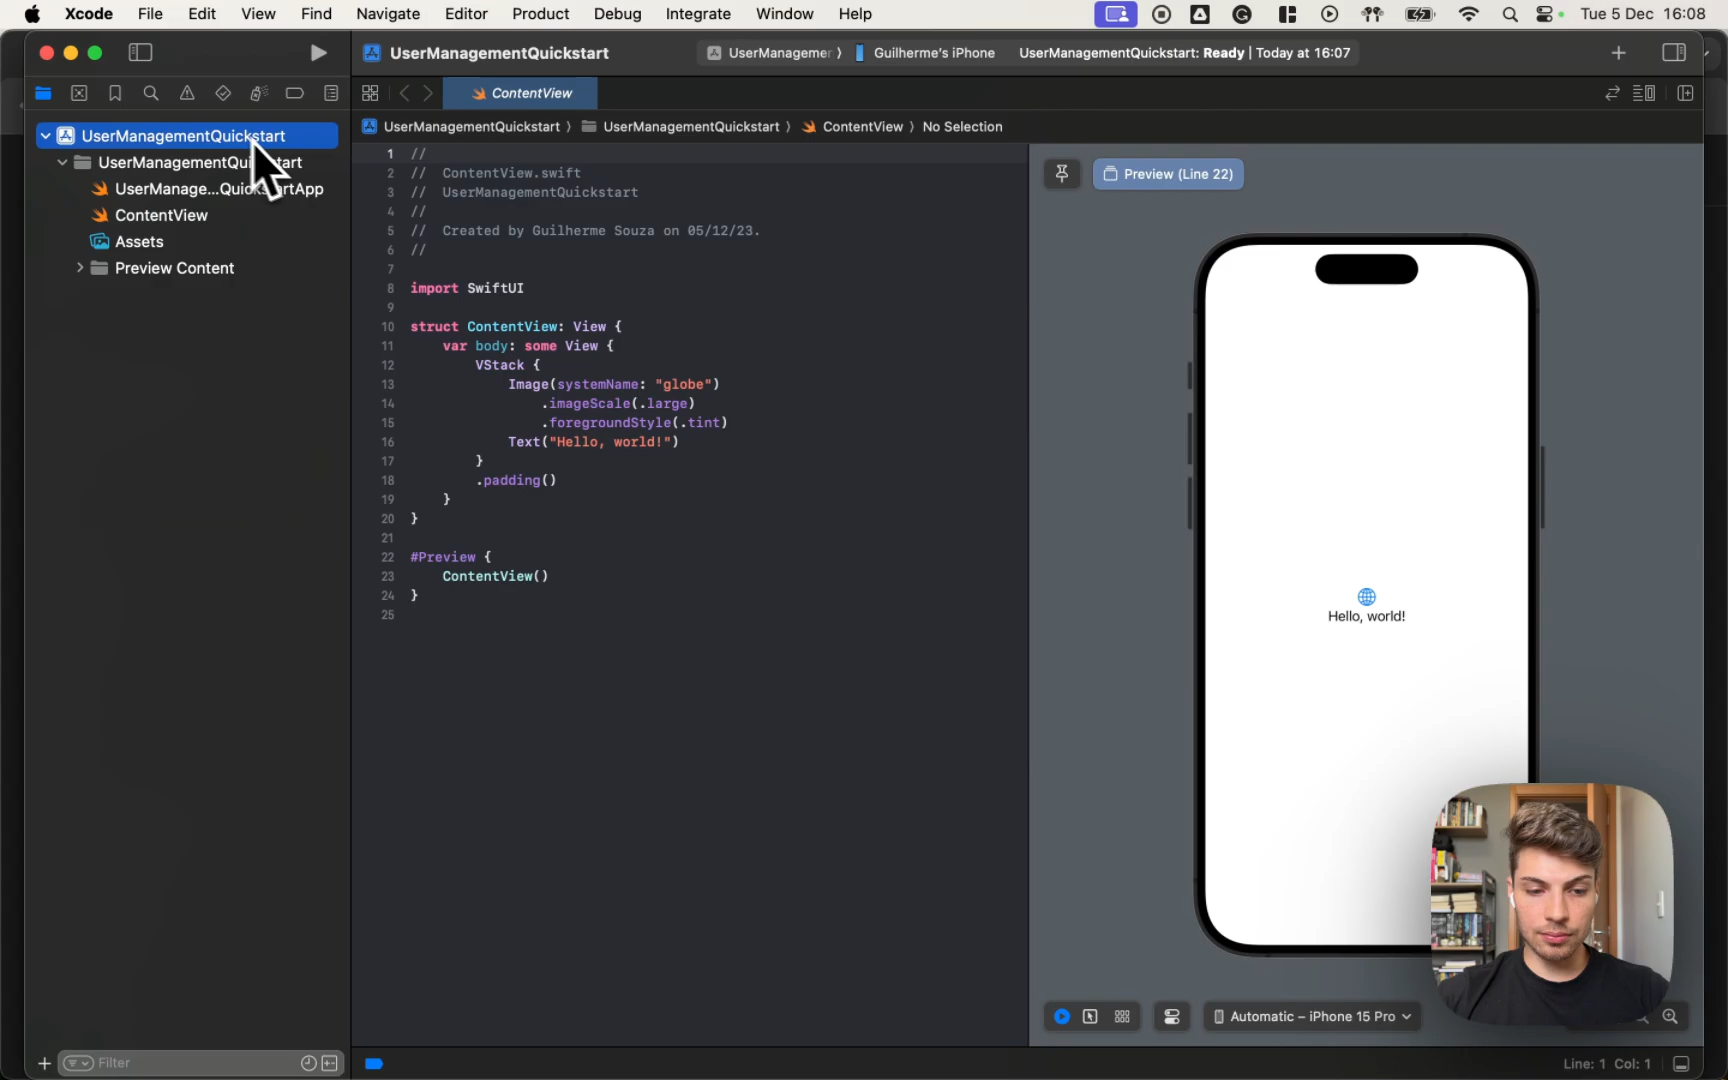 Xcode File Edit View Find Navigate Editor Product Debug Integrate Window Help Tue 5 Dec 16:08
UserManagementQuickstart
UserManagemer ⟩ Guilherme's iPhone
UserManagementQuickstart: Ready | Today at 16:07
ContentView
UserManagementQuickstart
UserManagementQuickstart
UserManage...QuickstartApp
ContentView
Assets
Preview Content
Filter
UserManagementQuickstart ⟩ UserManagementQuickstart ⟩ ContentView ⟩ No Selection
1 //
2 // ContentView.swift
3 // UserManagementQuickstart
4 //
5 // Created by Guilherme Souza on 05/12/23.
6 //
7
8 import SwiftUI
9
10 struct ContentView: View {
11 var body: some View {
12 VStack {
13 Image(systemName: "globe")
14 .imageScale(.large)
15 .foregroundStyle(.tint)
16 Text("Hello, world!")
17 }
18 .padding()
19 }
20 }
21
22 #Preview {
23 ContentView()
24 }
25
Preview (Line 22)
Hello, world!
Automatic – iPhone 15 Pro
Line: 1 Col: 1